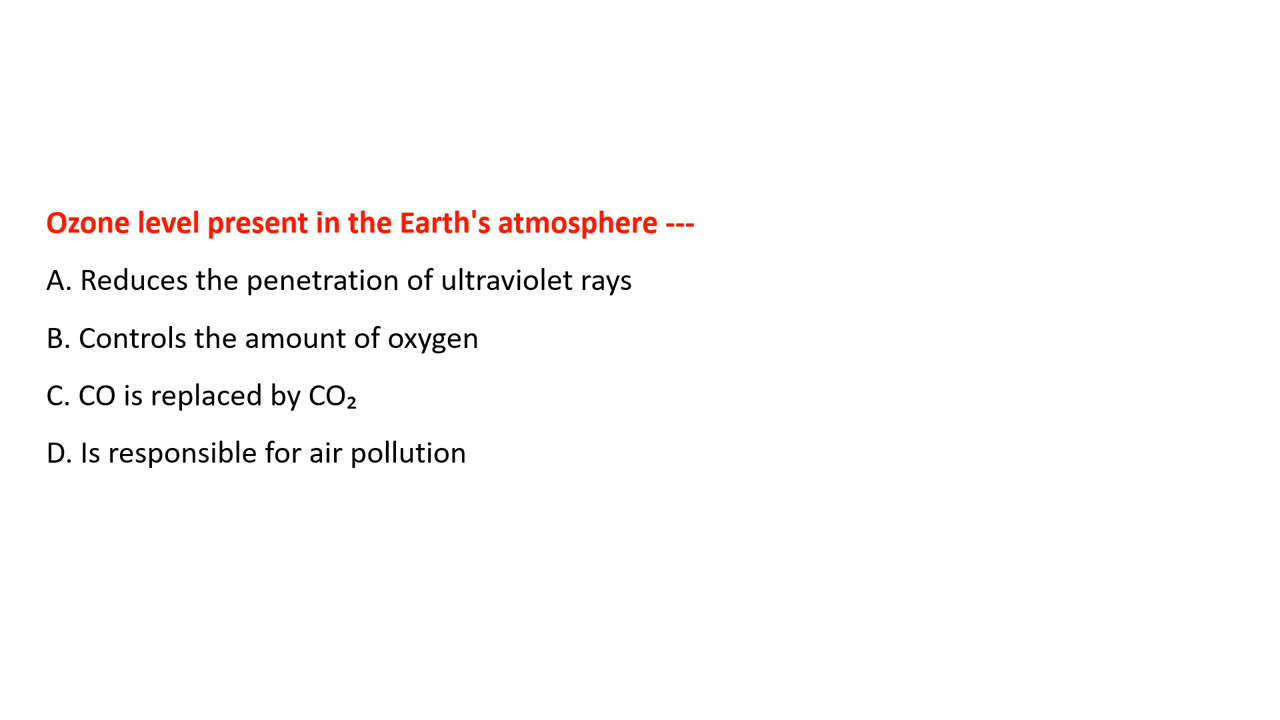 Ozone level present in the Earth's atmosphere ---
A. Reduces the penetration of ultraviolet rays
B. Controls the amount of oxygen
C. CO is replaced by CO₂
D. Is responsible for air pollution